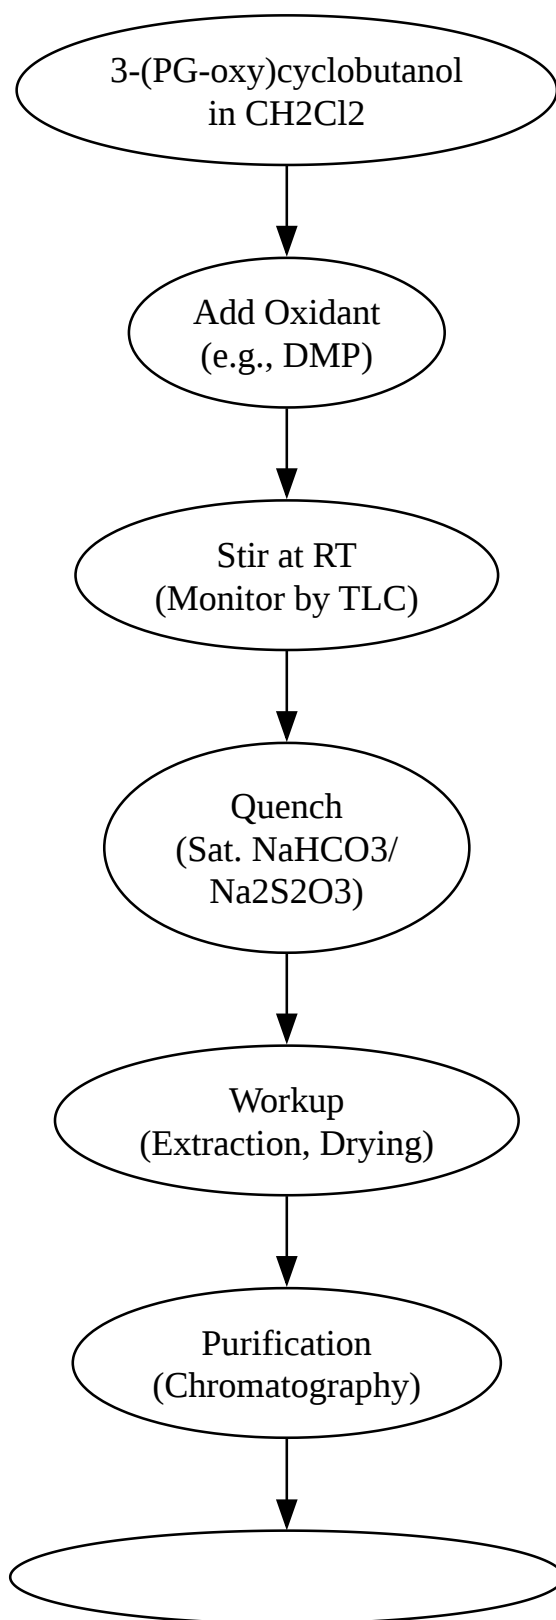 3-(PG-oxy)cyclobutanol
in CH2Cl2
Add Oxidant
(e.g., DMP)
Stir at RT
(Monitor by TLC)
Quench
(Sat. NaHCO3/
Na2S2O3)
Workup
(Extraction, Drying)
Purification
(Chromatography)